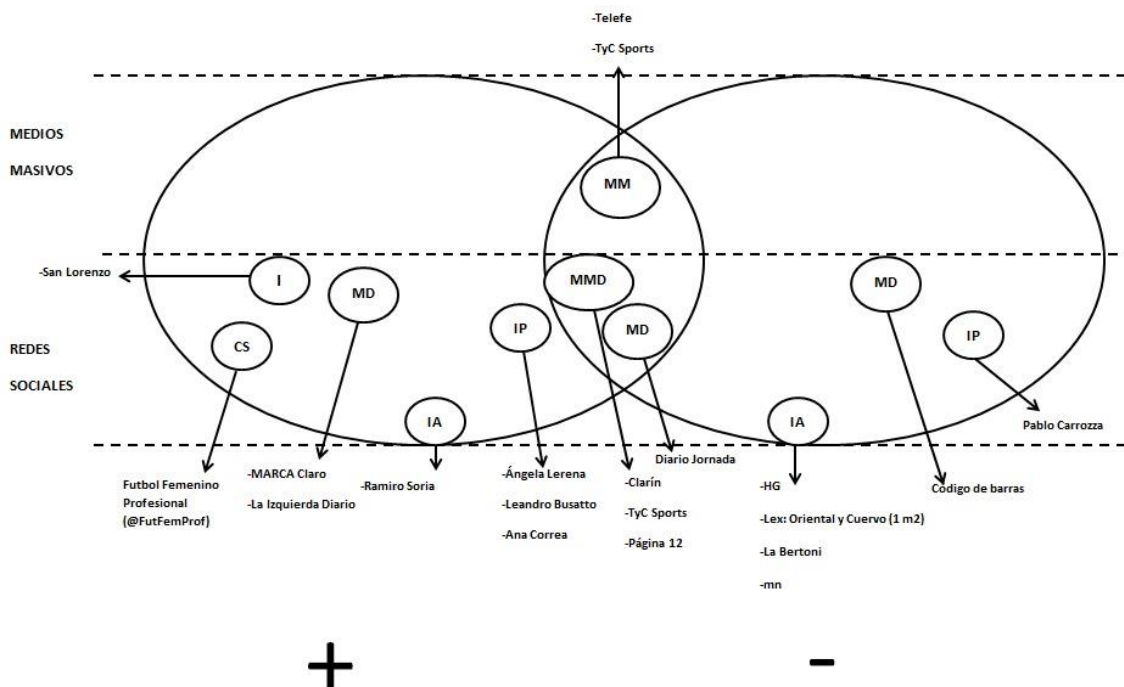 -Telefe
-TyC Sports
MEDIOS
MASIVOS
MM
-San Lorenzo
I
MD
MMD
MD
IP
MD
IP
CS
REDES
SOCIALES
IA
IA
Pablo Carrozza
Futbol Femenino
Profesional
(@FutFemProf)
-MARCA Claro
-La Izquierda Diario
-Ramiro Soria
-Ángela Lerena
-Leandro Busatto
-Ana Correa
Diario Jornada
-Clarín
-TyC Sports
-Página 12
-HG
-Lex: Oriental y Cuervo (1 m2)
-La Bertoni
-mn
Código de barras
+
-